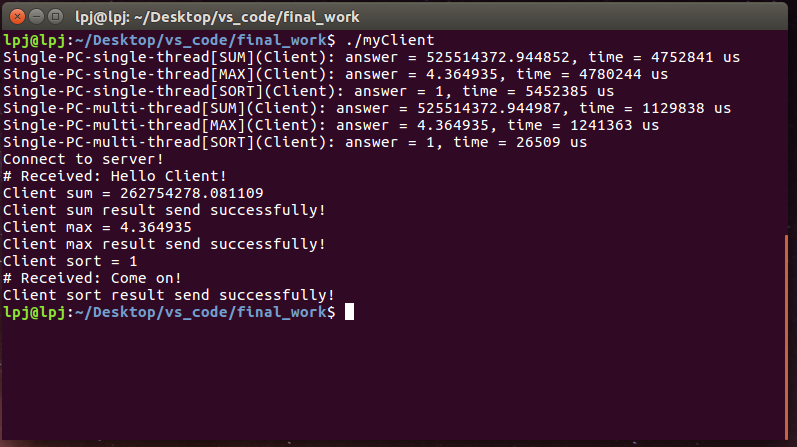 lpj@lpj: ~/Desktop/vs_code/final_work
lpj@lpj:~/Desktop/vs_code/final_work$ ./myClient
Single-PC-single-thread[SUM](Client): answer = 525514372.944852, time = 4752841 us
Single-PC-single-thread[MAX](Client): answer = 4.364935, time = 4780244 us
Single-PC-single-thread[SORT](Client): answer = 1, time = 5452385 us
Single-PC-multi-thread[SUM](Client): answer = 525514372.944987, time = 1129838 us
Single-PC-multi-thread[MAX](Client): answer = 4.364935, time = 1241363 us
Single-PC-multi-thread[SORT](Client): answer = 1, time = 26509 us
Connect to server!
# Received: Hello Client!
Client sum = 262754278.081109
Client sum result send successfully!
Client max = 4.364935
Client max result send successfully!
Client sort = 1
# Received: Come on!
Client sort result send successfully!
lpj@lpj:~/Desktop/vs_code/final_work$